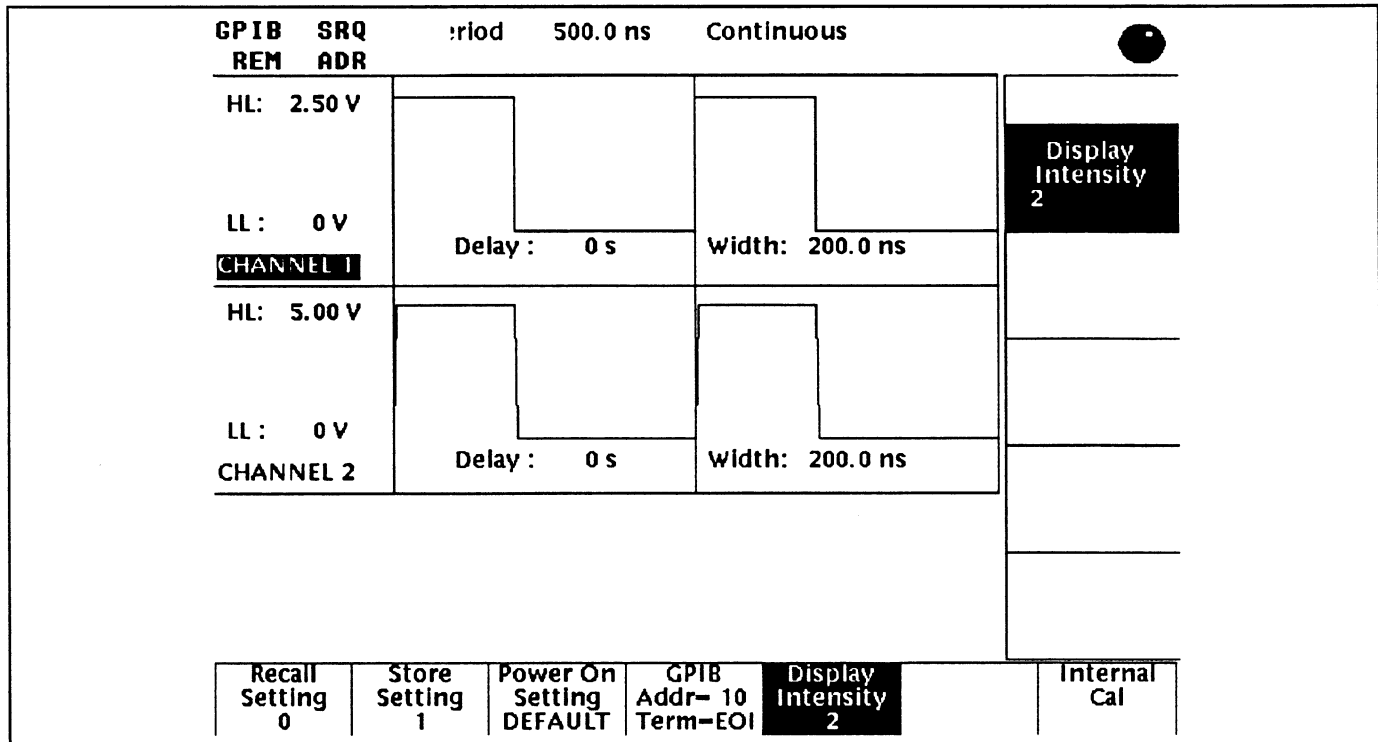 GPIB SRQ
REM ADR
500.0 ns Continuous
HL: 2.50 V
LL : 0 V
CHANNEL 1
Delay : 0 s Width: 200.0 ns
HL: 5.00 V
LL : 0 V
CHANNEL 2
Delay : 0 s Width: 200.0 ns
Display
Intensity
2
Recall
Setting
0
Store
Setting
1
Power On
Setting
DEFAULT
GPIB
Addr= 10
Term=EOI
Display
Intensity
2
Internal
Cal